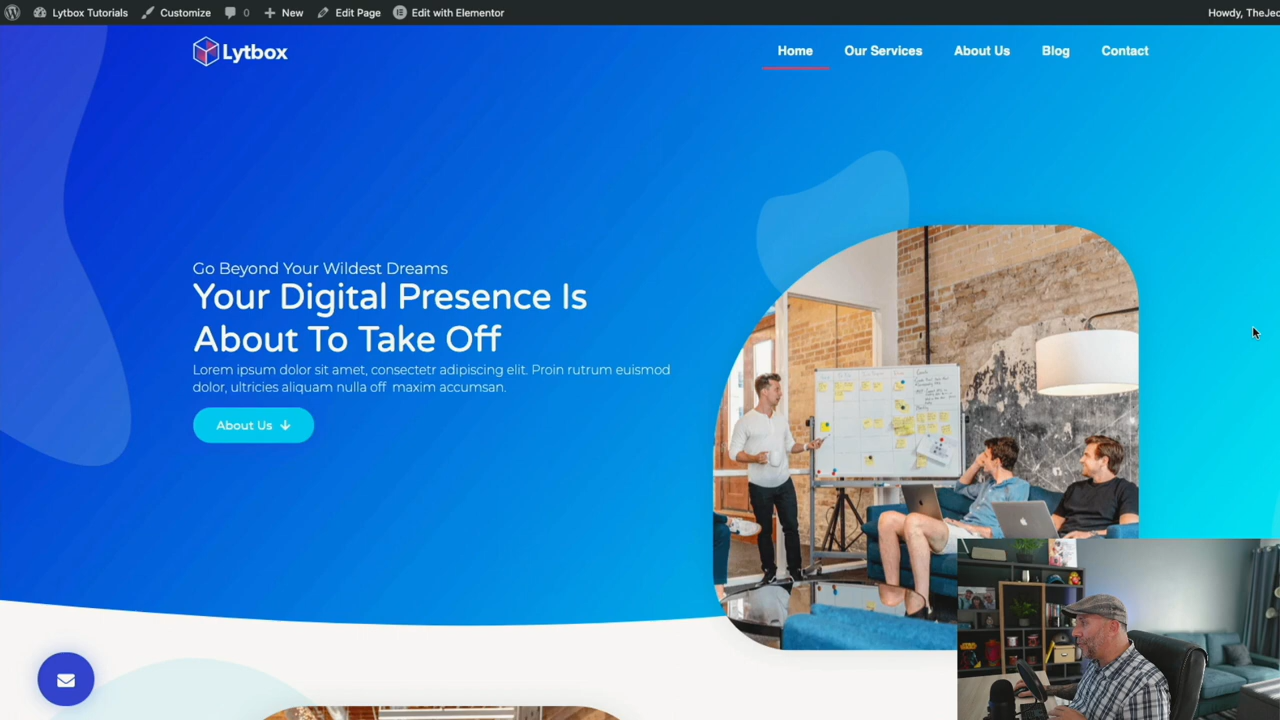 Lytbox Tutorials Customize 0 New Edit Page Edit with Elementor Howdy, TheJec
Lytbox Home Our Services About Us Blog Contact
Go Beyond Your Wildest Dreams
Your Digital Presence Is
About To Take Off
Lorem ipsum dolor sit amet, consectetr adipiscing elit. Proin rutrum euismod
dolor, ultricies aliquam nulla off maxim accumsan.
About Us